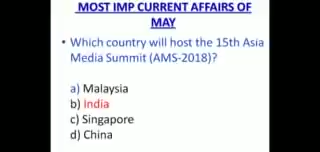 MOST IMP CURRENT AFFAIRS OF
MAY
• Which country will host the 15th Asia
Media Summit (AMS-2018)?
a) Malaysia
b) India
c) Singapore
d) China